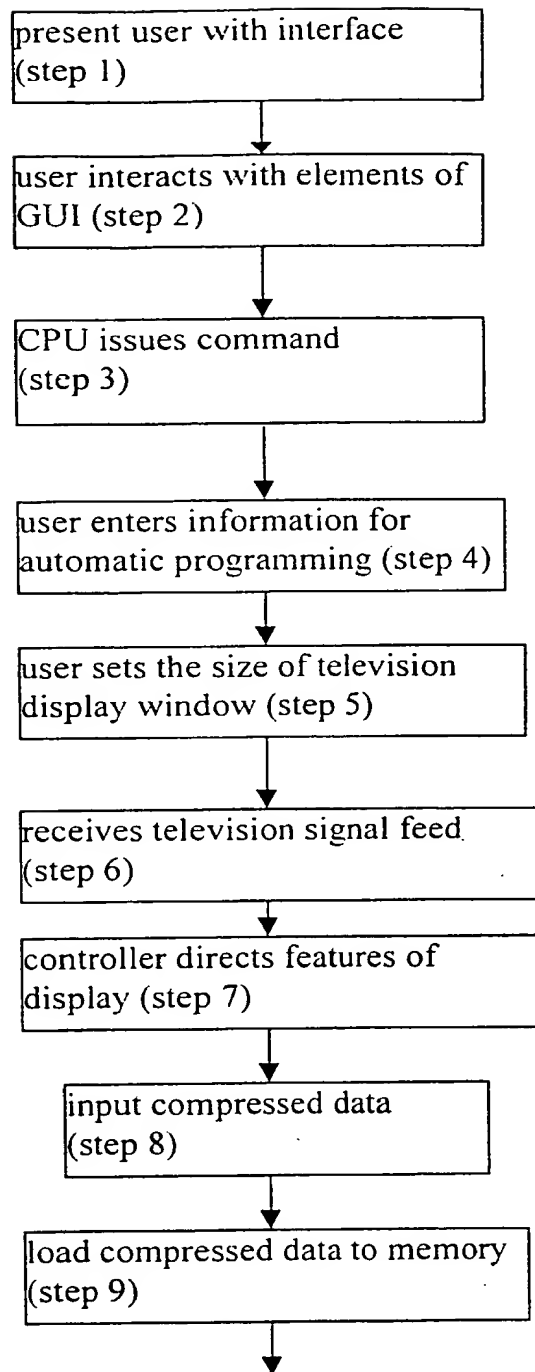 present user with interface
(step 1)
user interacts with elements of
GUI (step 2)
CPU issues command
(step 3)
user enters information for
automatic programming (step 4)
user sets the size of television
display window (step 5)
receives television signal feed
(step 6)
controller directs features of
display (step 7)
input compressed data
(step 8)
load compressed data to memory
(step 9)